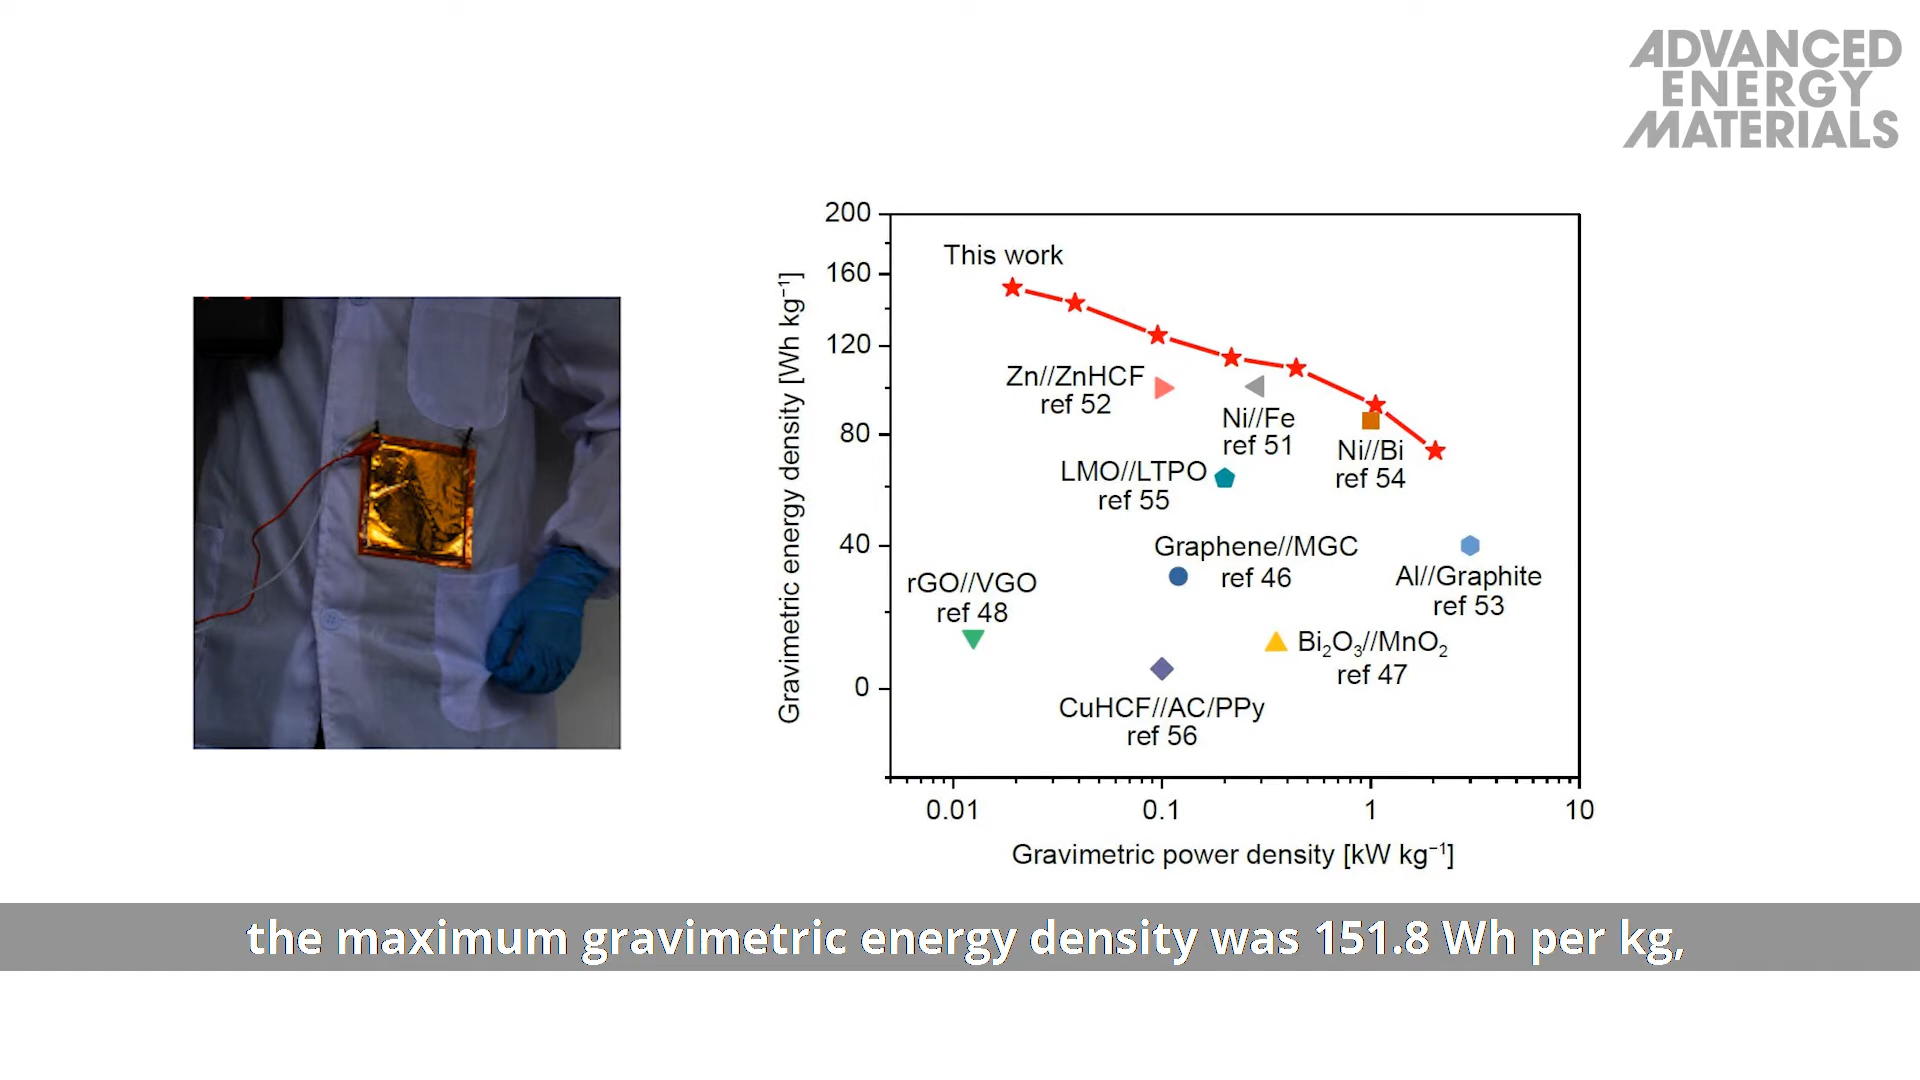 ADVANCED
ENERGY
MATERIALS
200
160
120
80
40
0
Gravimetric energy density [Wh kg⁻¹]
This work
Zn//ZnHCF
ref 52
Ni//Fe
ref 51
Ni//Bi
ref 54
LMO//LTPO
ref 55
Graphene//MGC
ref 46
Al//Graphite
ref 53
rGO//VGO
ref 48
Bi₂O₃//MnO₂
ref 47
CuHCF//AC/PPy
ref 56
0.01 0.1 1 10
Gravimetric power density [kW kg⁻¹]
the maximum gravimetric energy density was 151.8 Wh per kg,